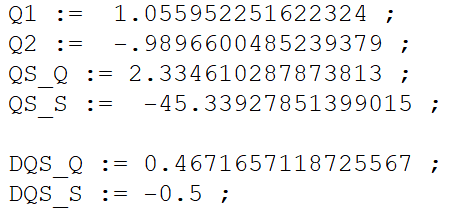 Q1 :=  1.055952251622324 ;
Q2 :=  -.9896600485239379 ;
QS_Q := 2.334610287873813 ;
QS_S :=  -45.33927851399015 ;

DQS_Q := 0.4671657118725567 ;
DQS_S := -0.5 ;